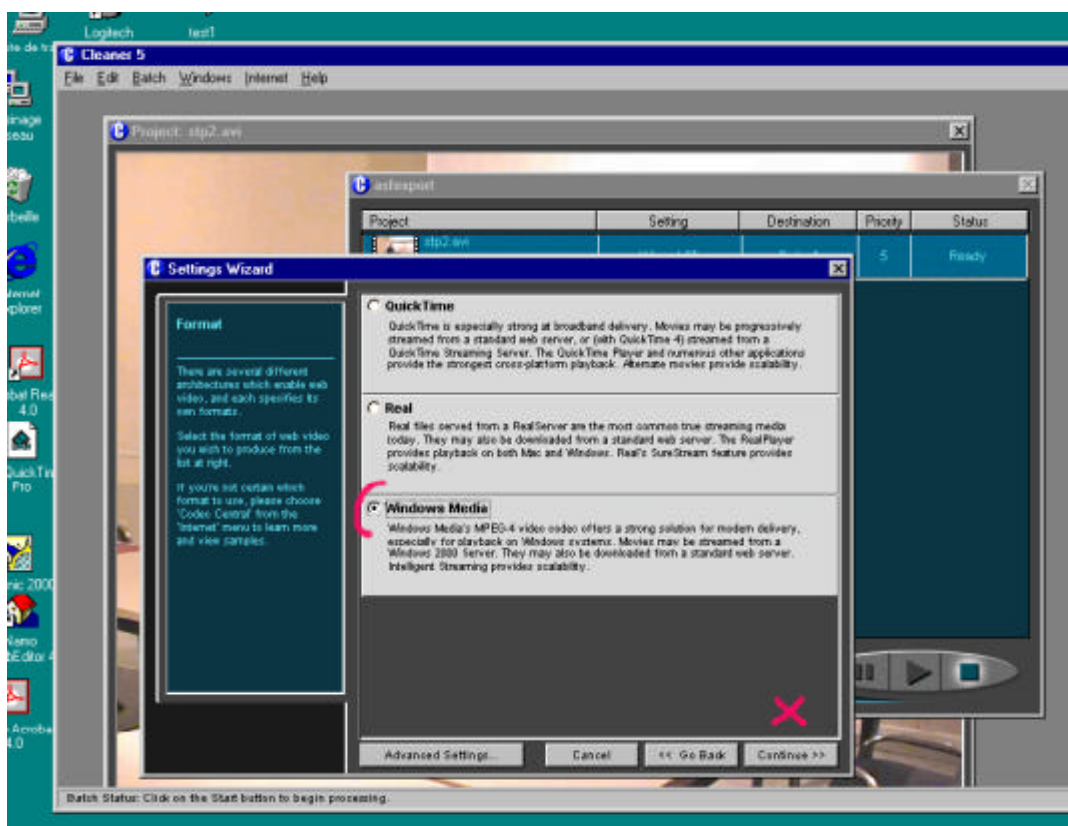 Logitech
test1
Cleaner 5
File Edit Batch Windows Internet Help
Project: stp2.avi
asfexport
Project Setting Destination Priority Status
stp2.avi
5 Ready
Settings Wizard
Format
There are several different
architectures which enable web
video, and each specifies its
own formats.
Select the format of web video
you wish to produce from the
list at right.
If you're not certain which
format to use, please choose
'Codec Central' from the
'Internet' menu to learn more
and view samples.
QuickTime
QuickTime is especially strong at broadband delivery. Movies may be progressively
streamed from a standard web server, or (with QuickTime 4) streamed from a
QuickTime Streaming Server. The QuickTime Player and numerous other applications
provide the strongest cross-platform playback. Alternate movies provide scalability.
Real
Real files served from a RealServer are the most common true streaming media
today. They may also be downloaded from a standard web server. The RealPlayer
provides playback on both Mac and Windows. Real's SureStream feature provides
scalability.
Windows Media
Windows Media's MPEG-4 video codec offers a strong solution for modem delivery,
especially for playback on Windows systems. Movies may be streamed from a
Windows 2000 Server. They may also be downloaded from a standard web server.
Intelligent Streaming provides scalability.
Advanced Settings... Cancel << Go Back Continue >>
Batch Status: Click on the Start button to begin processing.
4.0
Pro
2000
4.0